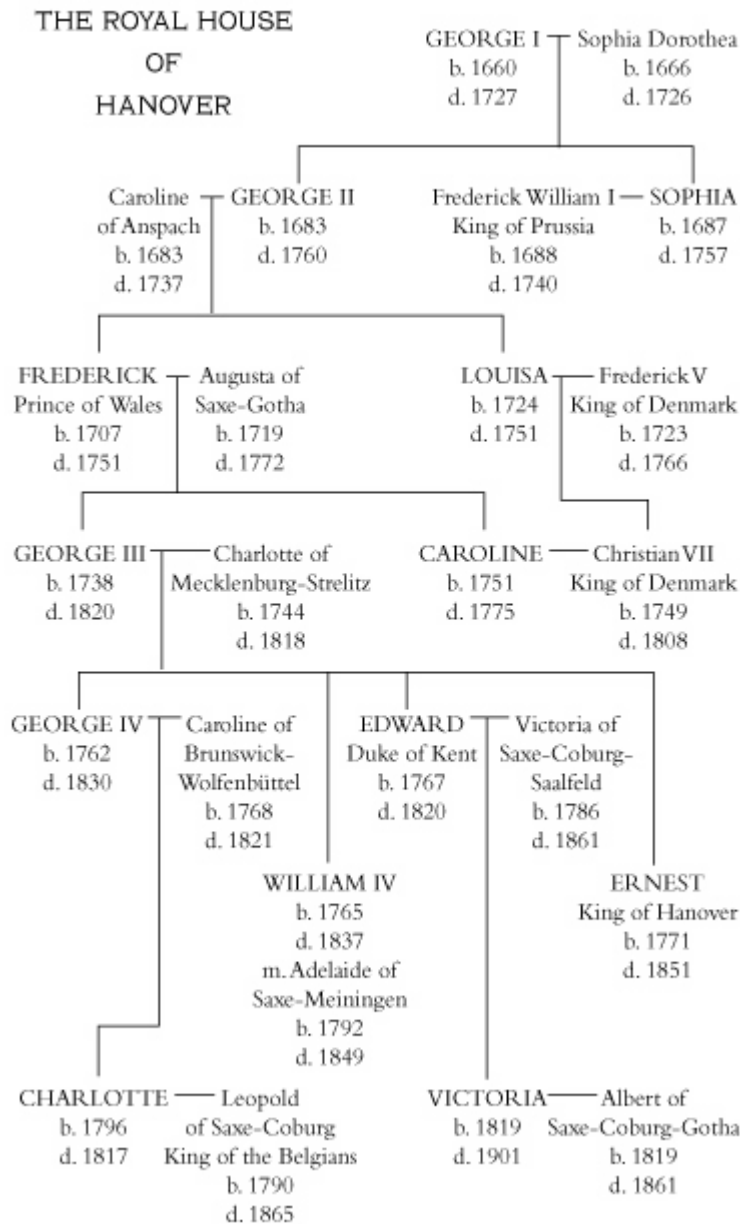 THE ROYAL HOUSE
OF
HANOVER
GEORGE I
b. 1660
d. 1727
Sophia Dorothea
b. 1666
d. 1726
Caroline
of Anspach
b. 1683
d. 1737
GEORGE II
b. 1683
d. 1760
Frederick William I
King of Prussia
b. 1688
d. 1740
SOPHIA
b. 1687
d. 1757
FREDERICK
Prince of Wales
b. 1707
d. 1751
Augusta of
Saxe-Gotha
b. 1719
d. 1772
LOUISA
b. 1724
d. 1751
Frederick V
King of Denmark
b. 1723
d. 1766
GEORGE III
b. 1738
d. 1820
Charlotte of
Mecklenburg-Strelitz
b. 1744
d. 1818
CAROLINE
b. 1751
d. 1775
Christian VII
King of Denmark
b. 1749
d. 1808
GEORGE IV
b. 1762
d. 1830
Caroline of
Brunswick-
Wolfenbüttel
b. 1768
d. 1821
EDWARD
Duke of Kent
b. 1767
d. 1820
Victoria of
Saxe-Coburg-
Saalfeld
b. 1786
d. 1861
WILLIAM IV
b. 1765
d. 1837
m. Adelaide of
Saxe-Meiningen
b. 1792
d. 1849
ERNEST
King of Hanover
b. 1771
d. 1851
CHARLOTTE
b. 1796
d. 1817
Leopold
of Saxe-Coburg
King of the Belgians
b. 1790
d. 1865
VICTORIA
b. 1819
d. 1901
Albert of
Saxe-Coburg-Gotha
b. 1819
d. 1861